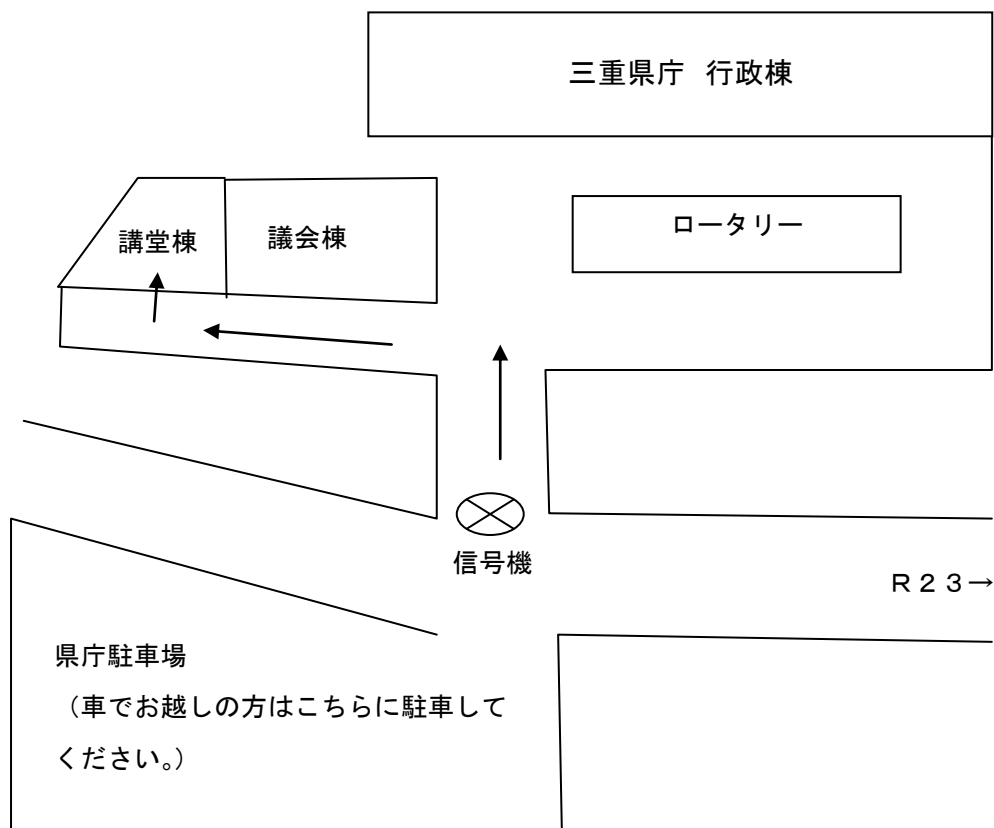 三重県庁　行政棟
ロータリー
講堂棟
議会棟
信号機
Ｒ２３→
県庁駐車場
（車でお越しの方はこちらに駐車して
ください。）